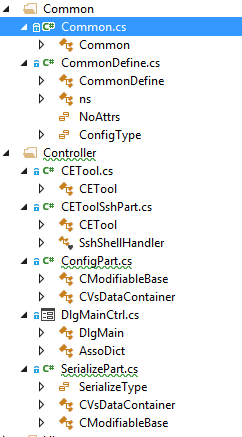 Common
Common.cs
Common
CommonDefine.cs
CommonDefine
ns
NoAttrs
ConfigType
Controller
CETool.cs
CETool
CEToolSshPart.cs
CETool
SshShellHandler
ConfigPart.cs
CModifiableBase
CVsDataContainer
DlgMainCtrl.cs
DlgMain
AssoDict
SerializePart.cs
SerializeType
CVsDataContainer
CModifiableBase